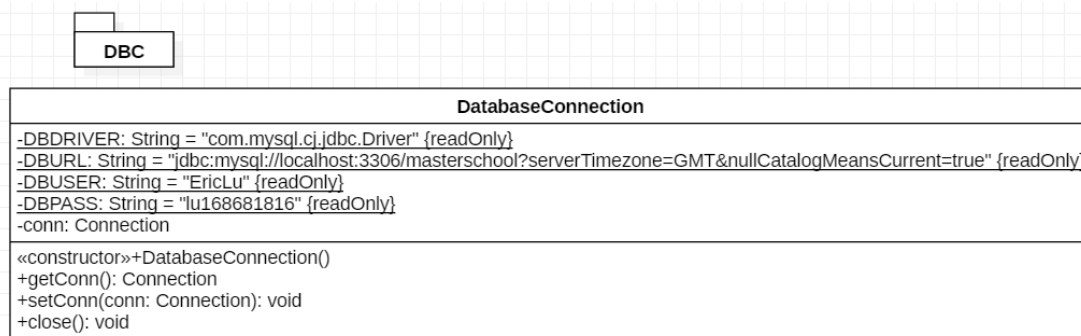 DBC
DatabaseConnection
-DBDRIVER: String = "com.mysql.cj.jdbc.Driver" {readOnly}
-DBURL: String = "jdbc:mysql://localhost:3306/masterschool?serverTimezone=GMT&nullCatalogMeansCurrent=true" {readOnly}
-DBUSER: String = "EricLu" {readOnly}
-DBPASS: String = "lu168681816" {readOnly}
-conn: Connection
«constructor»+DatabaseConnection()
+getConn(): Connection
+setConn(conn: Connection): void
+close(): void